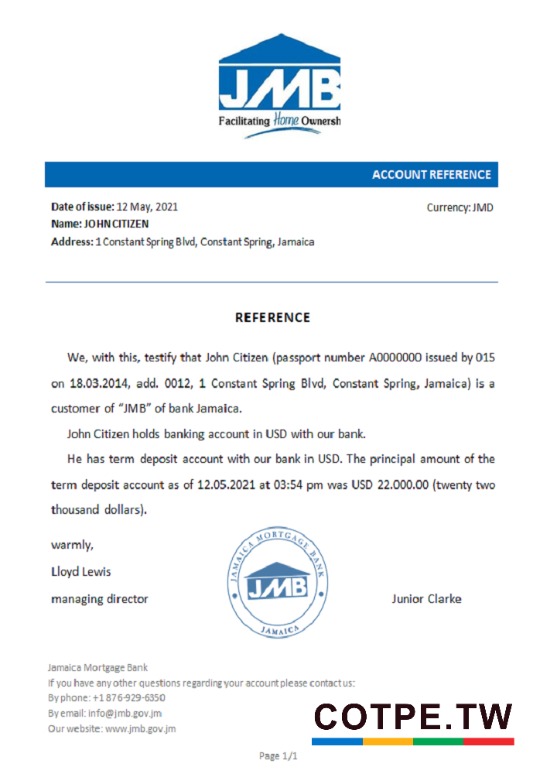 JMB
Facilitating Home Ownersh
ACCOUNT REFERENCE
Date of issue: 12 May, 2021
Currency: JMD
Name: JOHN CITIZEN
Address: 1 Constant Spring Blvd, Constant Spring, Jamaica
REFERENCE
We, with this, testify that John Citizen (passport number A0000000 issued by 015
on 18.03.2014, add. 0012, 1 Constant Spring Blvd, Constant Spring, Jamaica) is a
customer of “JMB” of bank Jamaica.
John Citizen holds banking account in USD with our bank.
He has term deposit account with our bank in USD. The principal amount of the
term deposit account as of 12.05.2021 at 03:54 pm was USD 22.000.00 (twenty two
thousand dollars).
warmly,
Lloyd Lewis
managing director
JAMAICA MORTGAGE BANK
JMB
JAMAICA
Junior Clarke
Jamaica Mortgage Bank
If you have any other questions regarding your account please contact us:
By phone: +1 876-929-6350
By email: info@jmb.gov.jm
Our website: www.jmb.gov.jm
COTPE.TW
Page 1/1